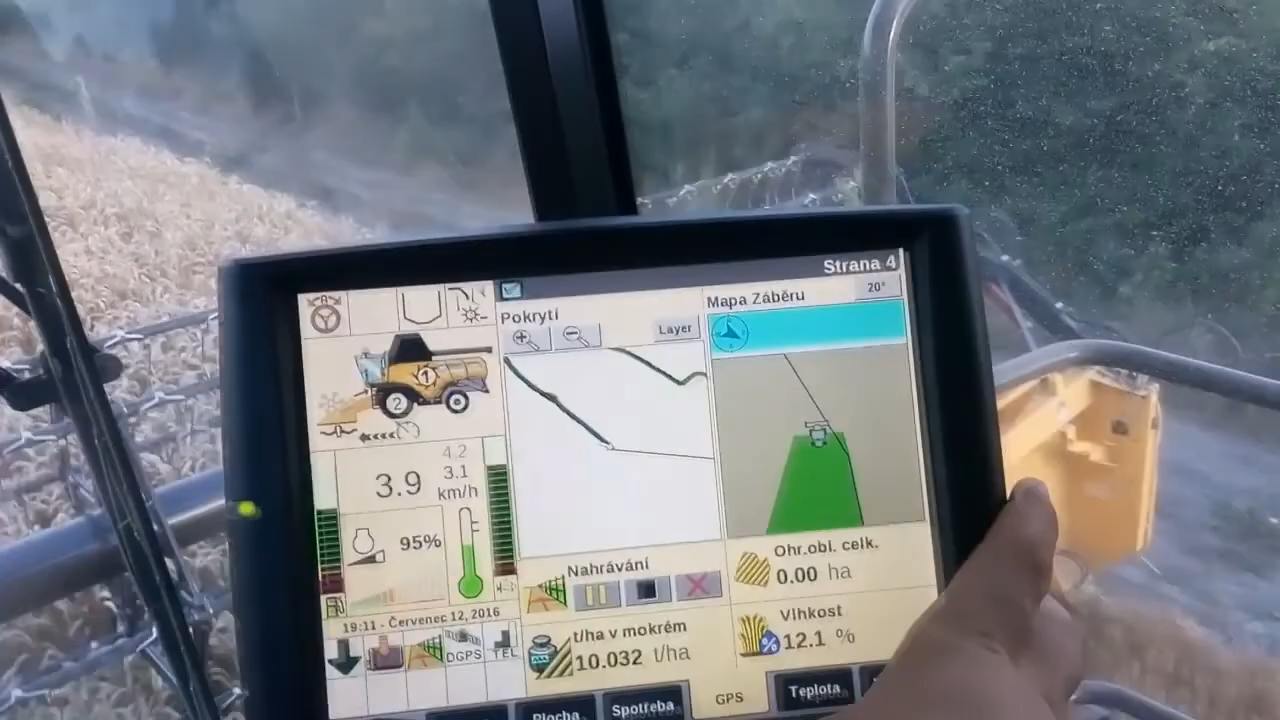 Strana 4
Pokrytí
Layer
Mapa Záběru
20°
1
2
4.2
3.9
3.1
km/h
95%
Nahrávání
Ohr.obl. celk.
0.00 ha
19:11 - Červenec 12, 2016
DGPS
TEL
t/ha v mokrém
10.032 t/ha
Vlhkost
12.1 %
Plocha
Spotřeba
GPS
Teplota